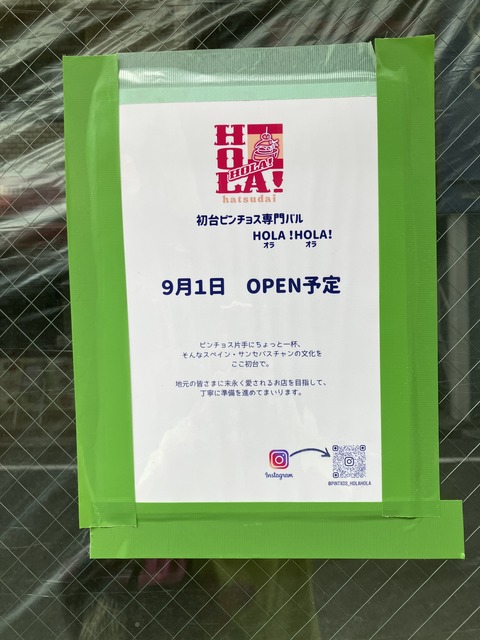 HOLA!
HOLA!
hatsudai
初台ピンチョス専門バル
HOLA !HOLA!
オラ オラ
9月1日 OPEN予定
ピンチョス片手にちょっと一杯、
そんなスペイン・サンセバスチャンの文化を
ここ初台で。
地元の皆さまに末永く愛されるお店を目指して、
丁寧に準備を進めてまいります。
Instagram
@PINTXOS_HOLAHOLA